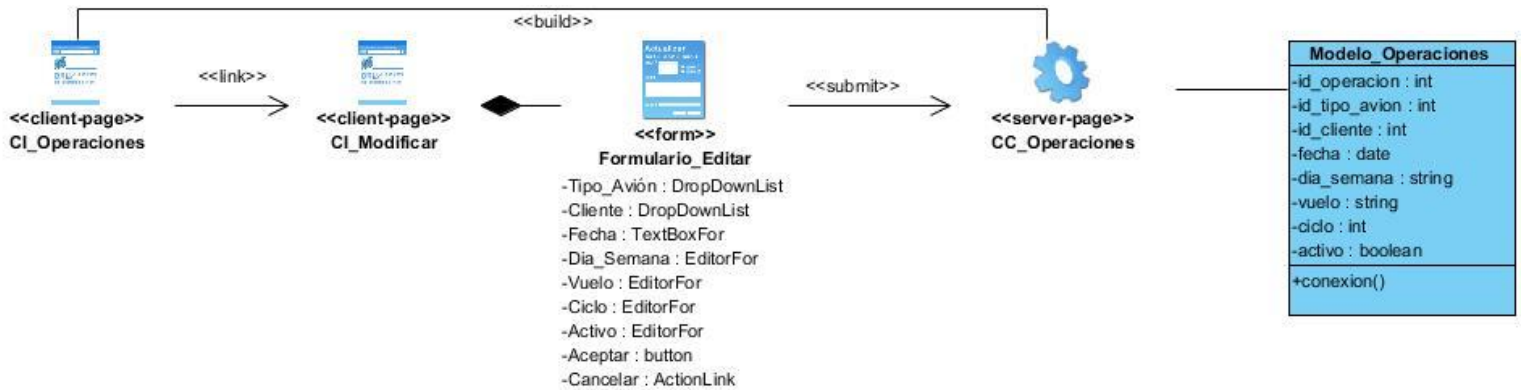 <<build>>
<<link>>
<<submit>>
<<client-page>>
CI_Operaciones
<<client-page>>
CI_Modificar
Actualizar
<<form>>
Formulario_Editar
-Tipo_Avión : DropDownList
-Cliente : DropDownList
-Fecha : TextBoxFor
-Dia_Semana : EditorFor
-Vuelo : EditorFor
-Ciclo : EditorFor
-Activo : EditorFor
-Aceptar : button
-Cancelar : ActionLink
<<server-page>>
CC_Operaciones
Modelo_Operaciones
-id_operacion : int
-id_tipo_avion : int
-id_cliente : int
-fecha : date
-dia_semana : string
-vuelo : string
-ciclo : int
-activo : boolean
+conexion()